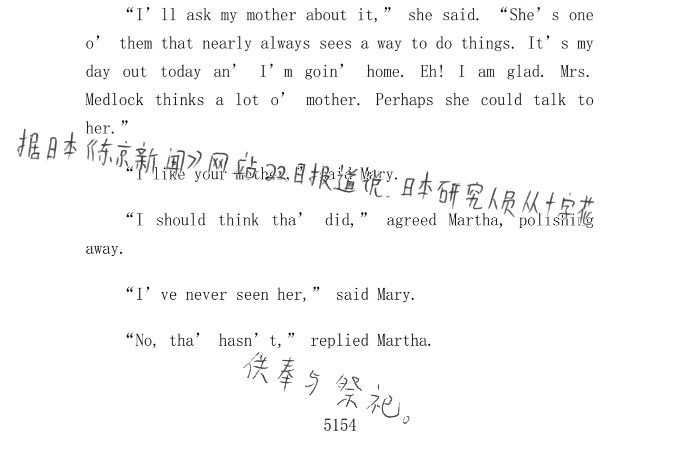 “I’ll ask my mother about it,” she said. “She’s one
o’ them that nearly always sees a way to do things. It’s my
day out today an’ I’m goin’ home. Eh! I am glad. Mrs.
Medlock thinks a lot o’ mother. Perhaps she could talk to
her.”
据日本《东京新闻》网站22日报道说,日本研究人员从十字花
“I like your mother,” said Mary.
“I should think tha’ did,” agreed Martha, polishing
away.
“I’ve never seen her,” said Mary.
“No, tha’ hasn’t,” replied Martha.
供奉与祭祀。
5154